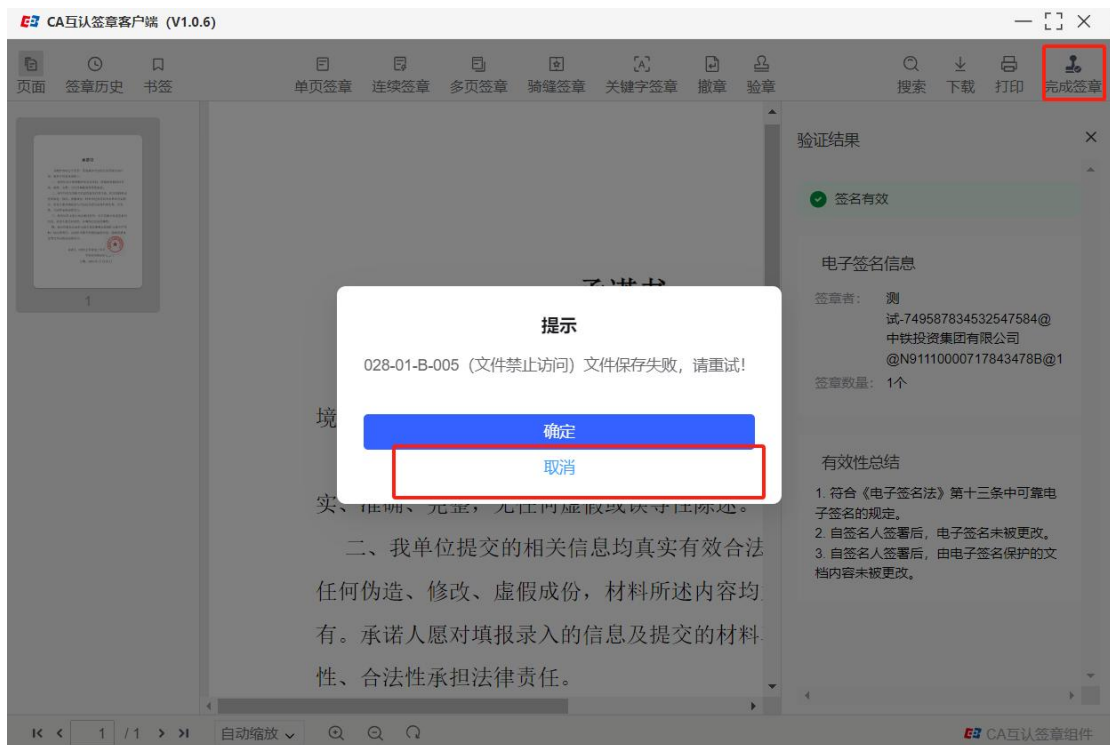 CA互认签章客户端 (V1.0.6)
页面 签章历史 书签 单页签章 连续签章 多页签章 骑缝签章 关键字签章 撤章 验章 搜索 下载 打印 完成签章
1
境
实、准确、完整，无任何虚假或误导性陈述。
二、我单位提交的相关信息均真实有效合法
任何伪造、修改、虚假成份，材料所述内容均
有。承诺人愿对填报录入的信息及提交的材料
性、合法性承担法律责任。
提示
028-01-B-005（文件禁止访问）文件保存失败，请重试！
确定
取消
验证结果
签名有效
电子签名信息
签章者： 测
试-749587834532547584@
中铁投资集团有限公司
@N91110000717843478B@1
签章数量： 1个
有效性总结
1. 符合《电子签名法》第十三条中可靠电
子签名的规定。
2. 自签名人签署后，电子签名未被更改。
3. 自签名人签署后，由电子签名保护的文
档内容未被更改。
1 / 1 自动缩放
CA互认签章组件